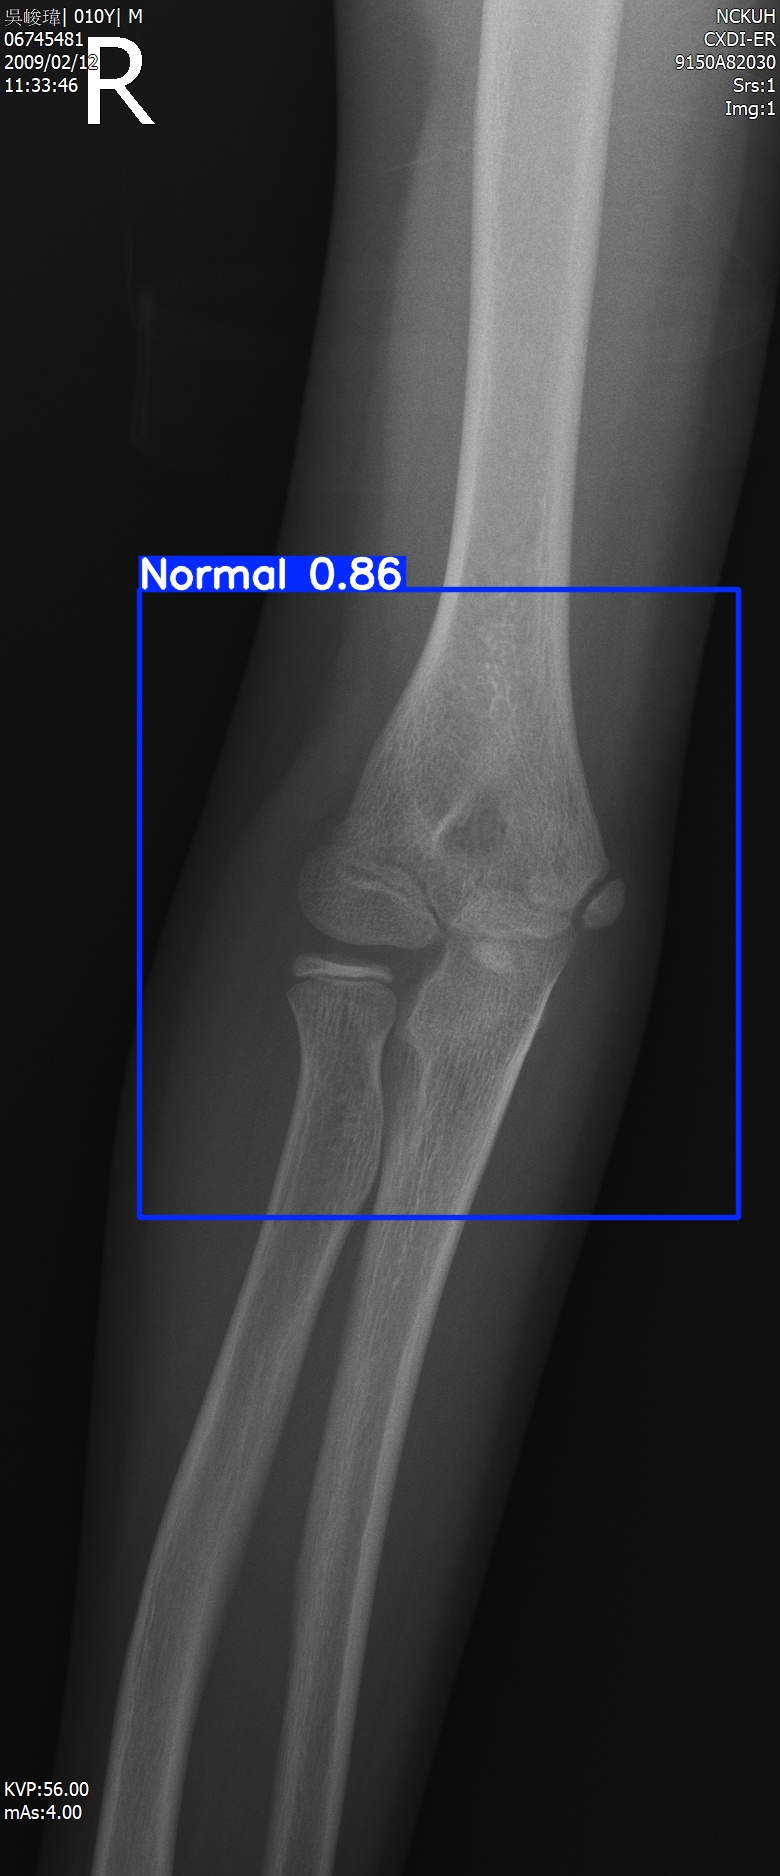 吳峻瑋| 010Y| M
06745481
2009/02/12
11:33:46
R
NCKUH
CXDI-ER
9150A82030
Srs:1
Img:1
Normal 0.86
KVP:56.00
mAs:4.00